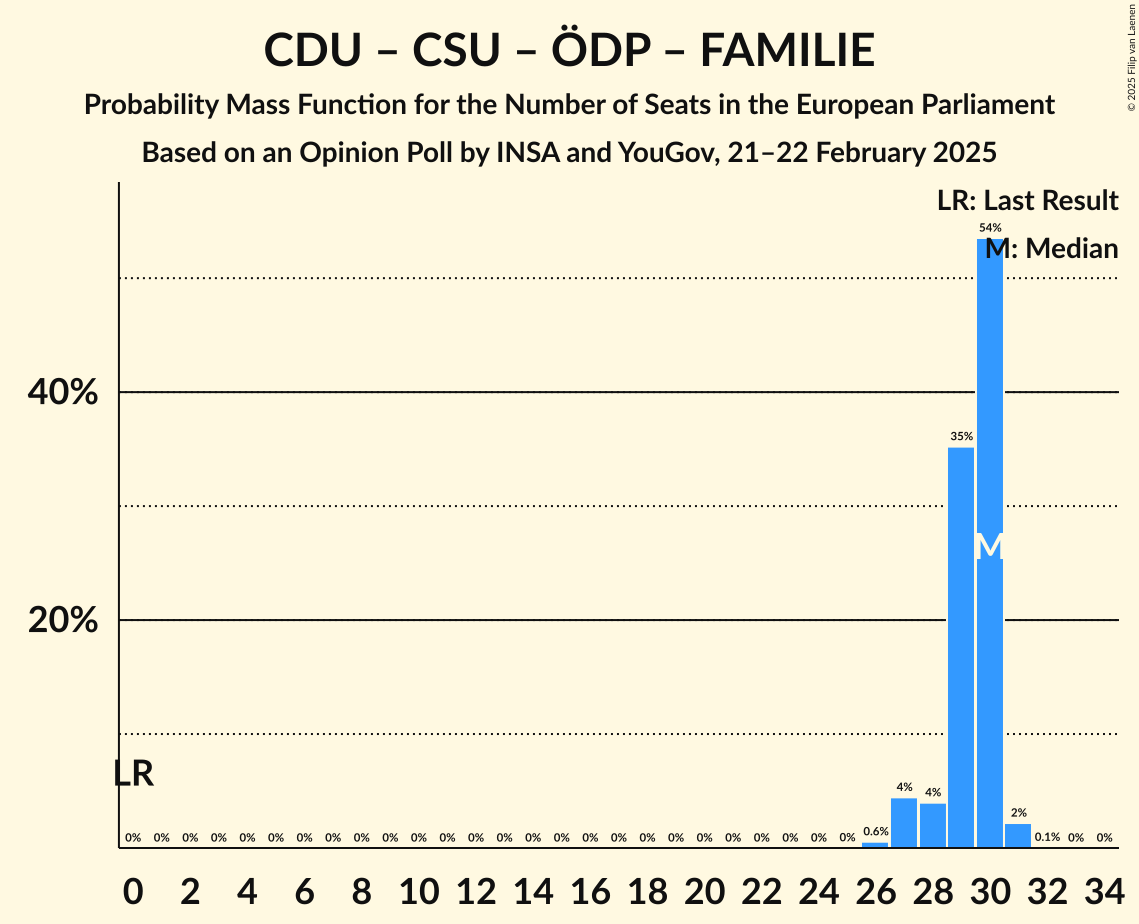 CDU – CSU – ÖDP – FAMILIE
Probability Mass Function for the Number of Seats in the European Parliament
Based on an Opinion Poll by INSA and YouGov, 21–22 February 2025
© 2025 Filip van Laenen
LR: Last Result
M: Median
54%
40%
35%
M
20%
LR
0% 0% 0% 0% 0% 0% 0% 0% 0% 0% 0% 0% 0% 0% 0% 0% 0% 0% 0% 0% 0% 0% 0% 0% 0% 0% 0.6% 4% 4% 2% 0.1% 0% 0%
0 2 4 6 8 10 12 14 16 18 20 22 24 26 28 30 32 34